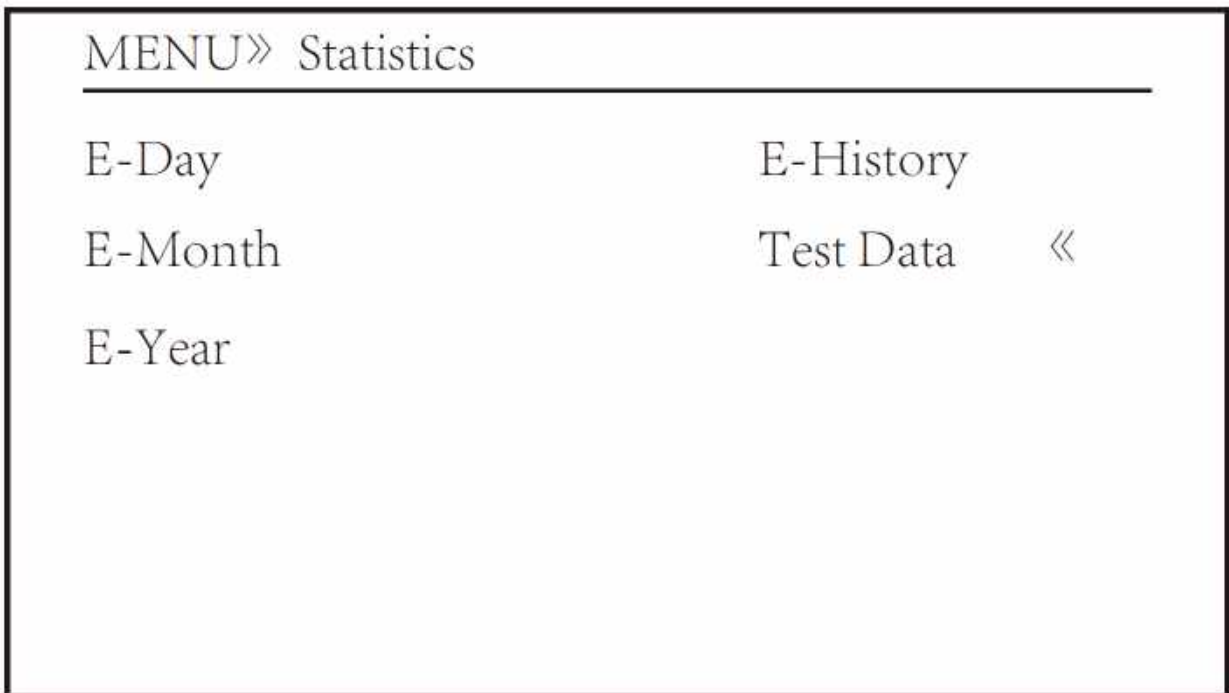 MENU» Statistics
E-Day E-History
E-Month Test Data «
E-Year